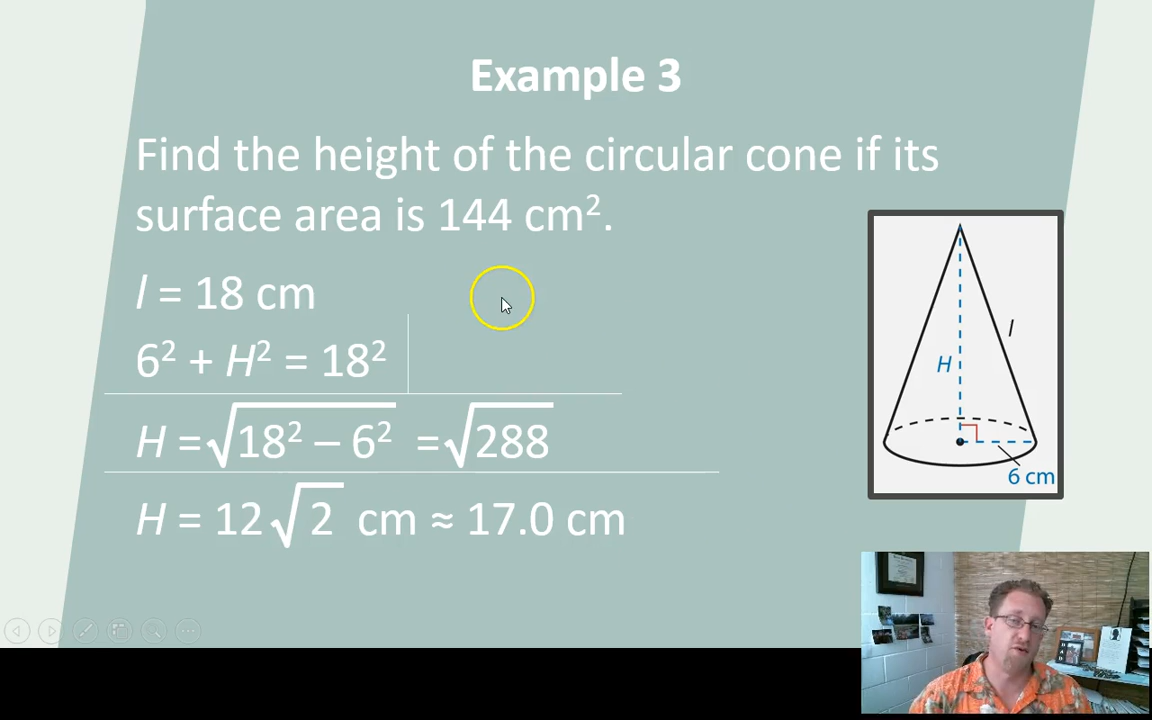 Example 3
Find the height of the circular cone if its
surface area is 144 cm².
l = 18 cm
6² + H² = 18²
H = √18² – 6² = √288
H = 12√2 cm ≈ 17.0 cm
H
l
6 cm